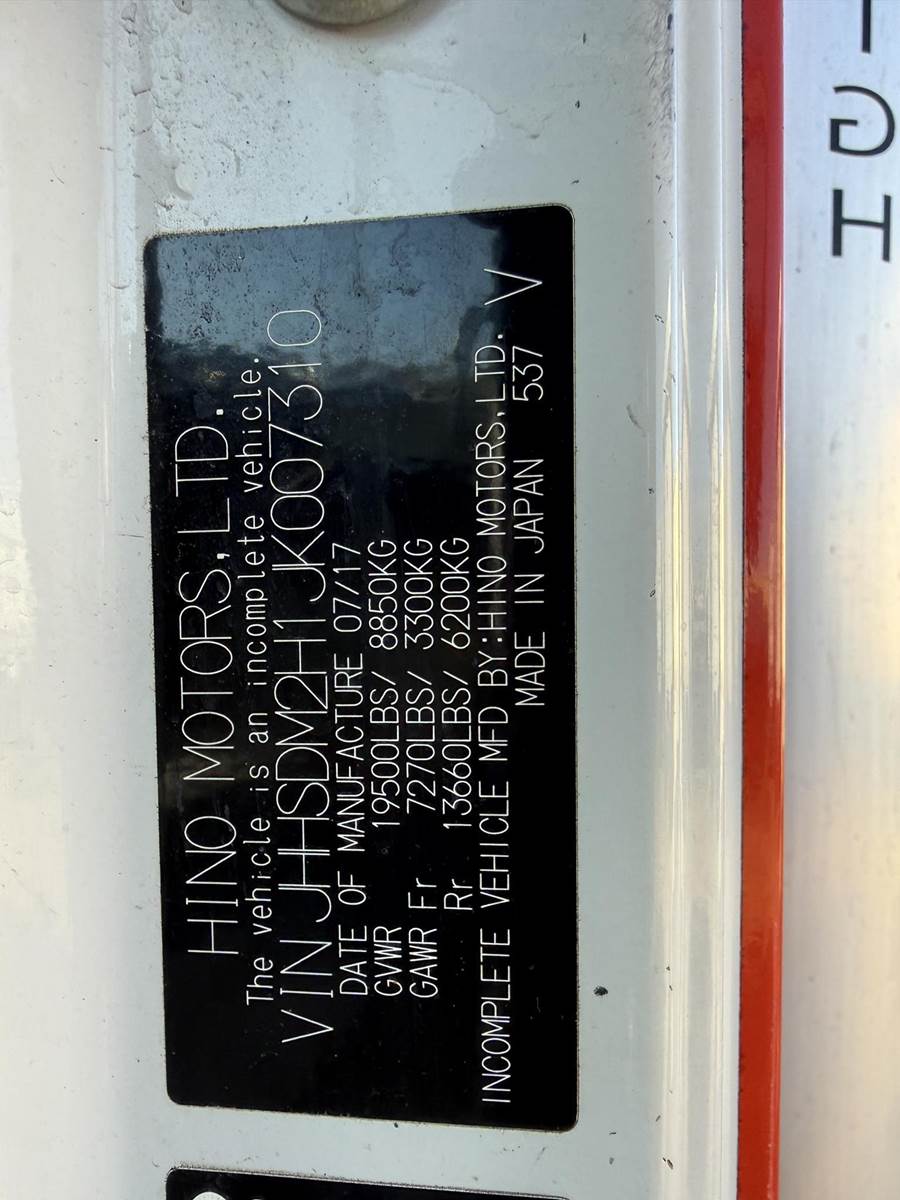 HINO MOTORS, LTD.
The vehicle is an incomplete vehicle.
VIN JHHSDM2H1JK007310
DATE OF MANUFACTURE 07/17
GVWR 19500LBS/ 8850KG
GAWR Fr 7270LBS/ 3300KG
Rr 13660LBS/ 6200KG
INCOMPLETE VEHICLE MFD BY:HINO MOTORS, LTD. V
MADE IN JAPAN 537